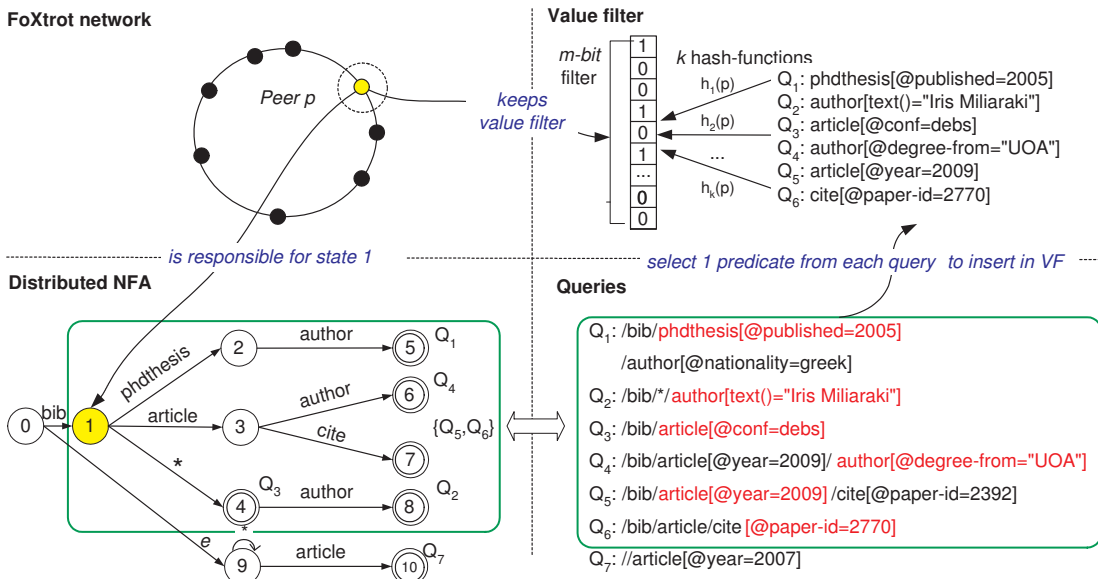 FoXtrot network
Peer p
keeps
value filter
is responsible for state 1
Value filter
m-bit
filter
k hash-functions
1
0
0
1
0
1
...
0
0
h1(p)
h2(p)
...
hk(p)
Q1: phdthesis[@published=2005]
Q2: author[text()="Iris Miliaraki"]
Q3: article[@conf=debs]
Q4: author[@degree-from="UOA"]
Q5: article[@year=2009]
Q6: cite[@paper-id=2770]
select 1 predicate from each query to insert in VF
Distributed NFA
0
bib
1
phdthesis
2
author
5
Q1
article
3
author
6
Q4
cite
7
{Q5,Q6}
*
4
Q3
author
8
Q2
e
*
9
article
10
Q7
Queries
Q1: /bib/phdthesis[@published=2005]
/author[@nationality=greek]
Q2: /bib/*/author[text()="Iris Miliaraki"]
Q3: /bib/article[@conf=debs]
Q4: /bib/article[@year=2009]/ author[@degree-from="UOA"]
Q5: /bib/article[@year=2009] /cite[@paper-id=2392]
Q6: /bib/article/cite [@paper-id=2770]
Q7: //article[@year=2007]